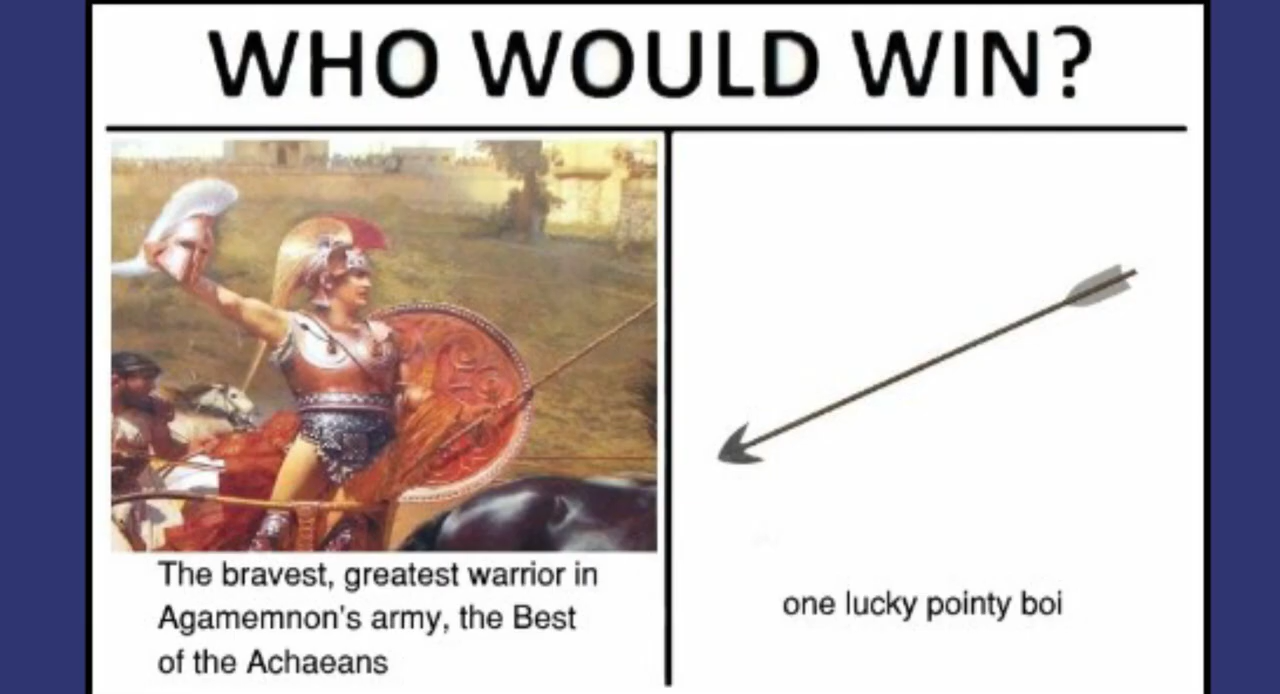 WHO WOULD WIN?
The bravest, greatest warrior in
Agamemnon's army, the Best
of the Achaeans
one lucky pointy boi